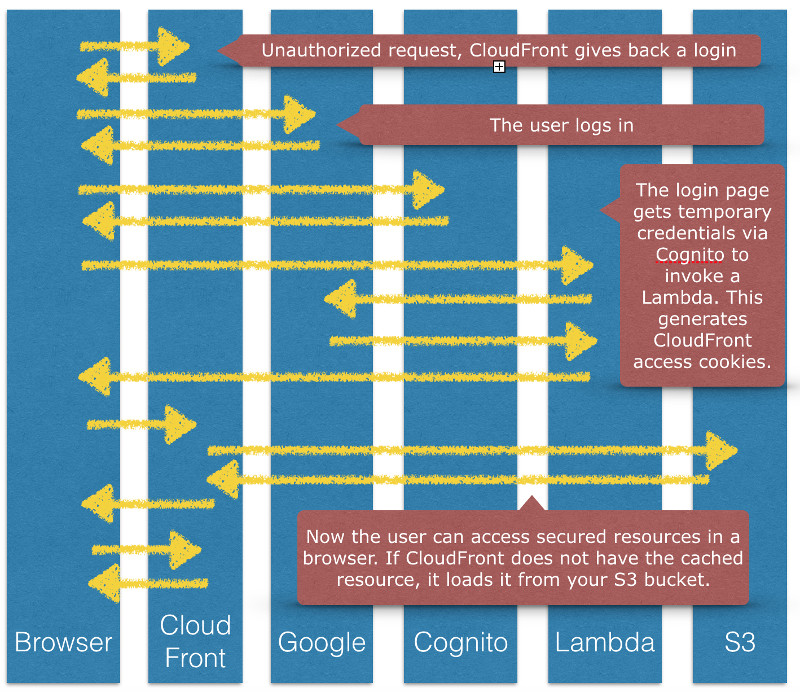 Unauthorized request, CloudFront gives back a login
The user logs in
The login page
gets temporary
credentials via
Cognito to
invoke a
Lambda. This
generates
CloudFront
access cookies.
Now the user can access secured resources in a
browser. If CloudFront does not have the cached
resource, it loads it from your S3 bucket.
Browser
Cloud
Front
Google
Cognito
Lambda
S3